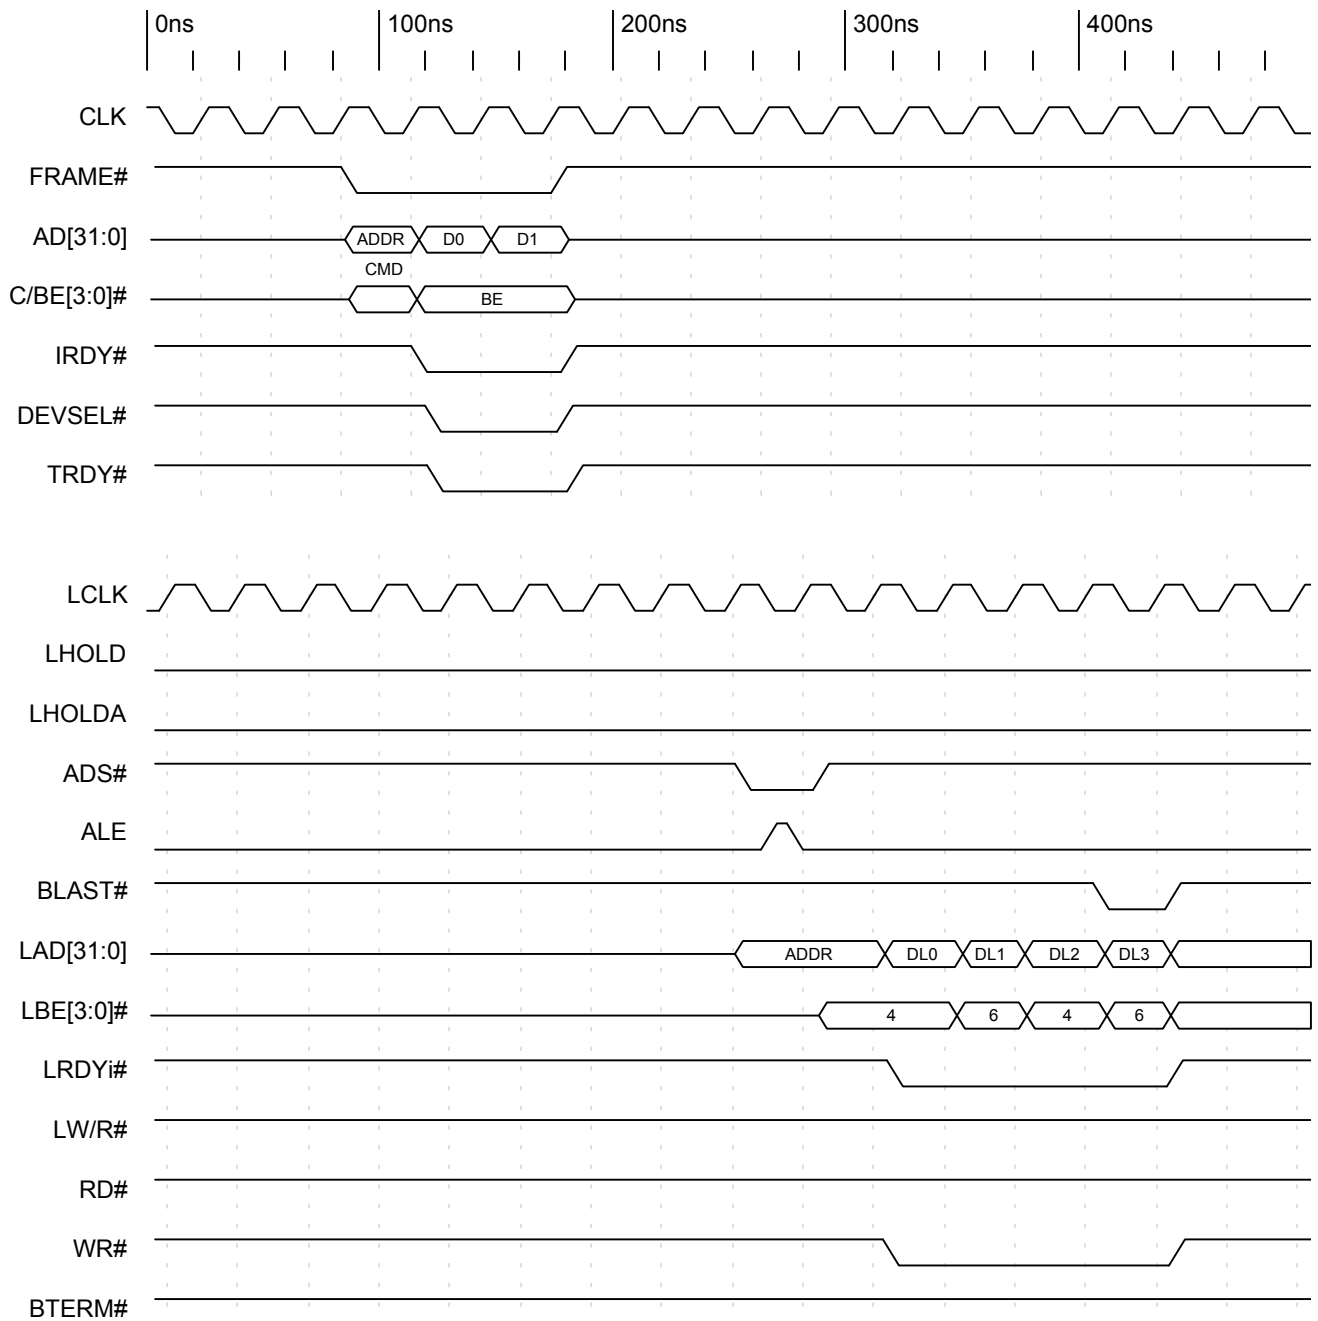 0ns 100ns 200ns 300ns 400ns
CLK
FRAME#
AD[31:0] ADDR D0 D1
CMD
C/BE[3:0]# BE
IRDY#
DEVSEL#
TRDY#
LCLK
LHOLD
LHOLDA
ADS#
ALE
BLAST#
LAD[31:0] ADDR DL0 DL1 DL2 DL3
LBE[3:0]# 4 6 4 6
LRDYi#
LW/R#
RD#
WR#
BTERM#